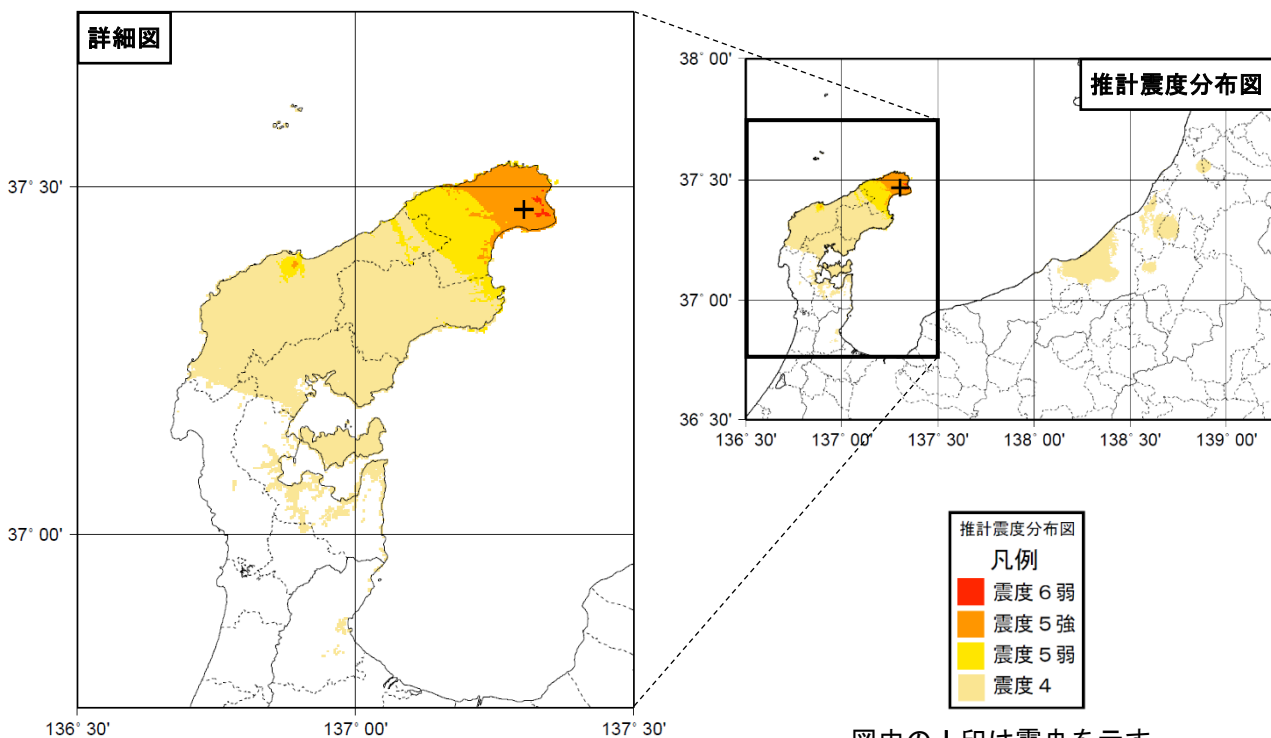 詳細図
37° 30'
37° 00'
136° 30'
137° 00'
137° 30'
推計震度分布図
38° 00'
37° 30'
37° 00'
36° 30'
136° 30'
137° 00'
137° 30'
138° 00'
138° 30'
139° 00'
推計震度分布図
凡例
震度6弱
震度5強
震度5弱
震度4